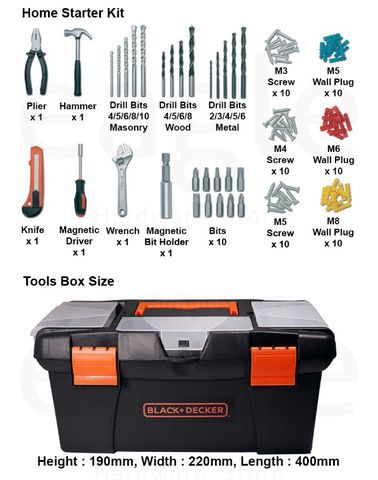 Home Starter Kit
Plier
x 1
Hammer
x 1
Drill Bits
4/5/6/8/10
Masonry
Drill Bits
4/5/6/8
Wood
Drill Bits
2/3/4/5/6
Metal
M3
Screw
x 10
M5
Wall Plug
x 10
M4
Screw
x 10
M6
Wall Plug
x 10
Knife
x 1
Magnetic
Driver
x 1
Wrench
x 1
Magnetic
Bit Holder
x 1
Bits
x 10
M5
Screw
x 10
M8
Wall Plug
x 10
Tools Box Size
BLACK+DECKER
Height : 190mm, Width : 220mm, Length : 400mm
eagle
Hardware Store